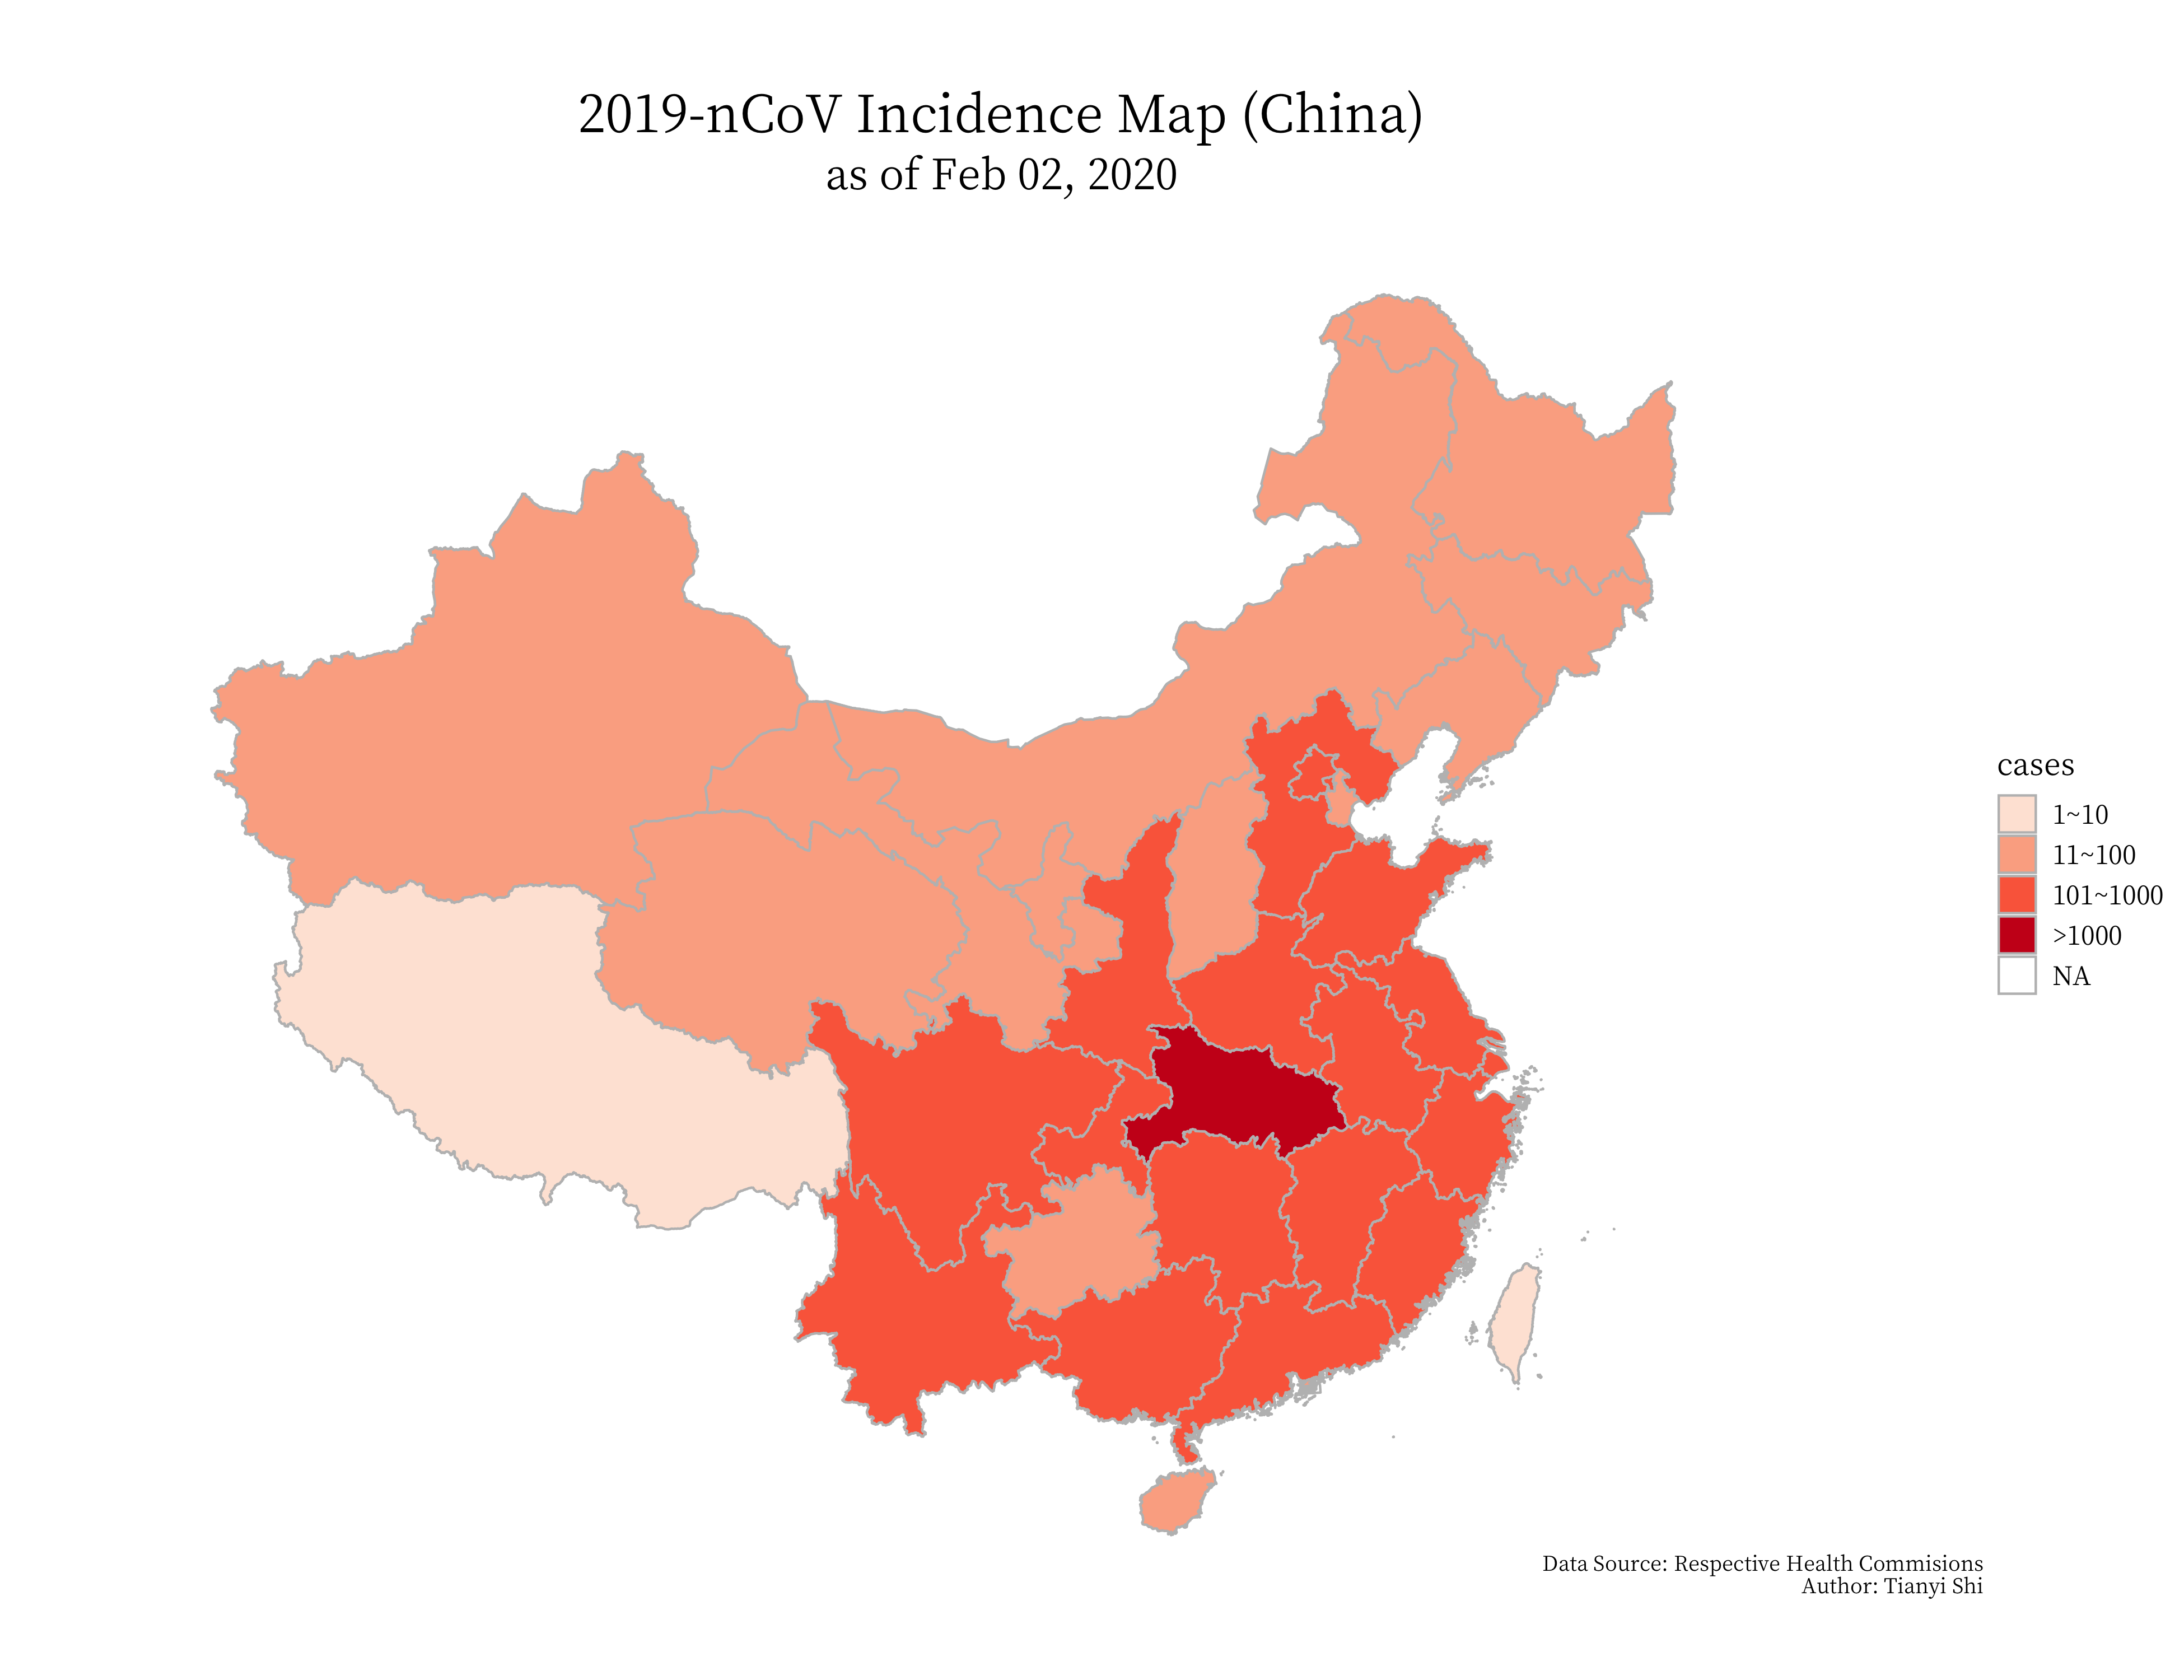 2019-nCoV Incidence Map (China)
as of Feb 02, 2020
cases
1~10
11~100
101~1000
>1000
NA
Data Source: Respective Health Commisions
Author: Tianyi Shi